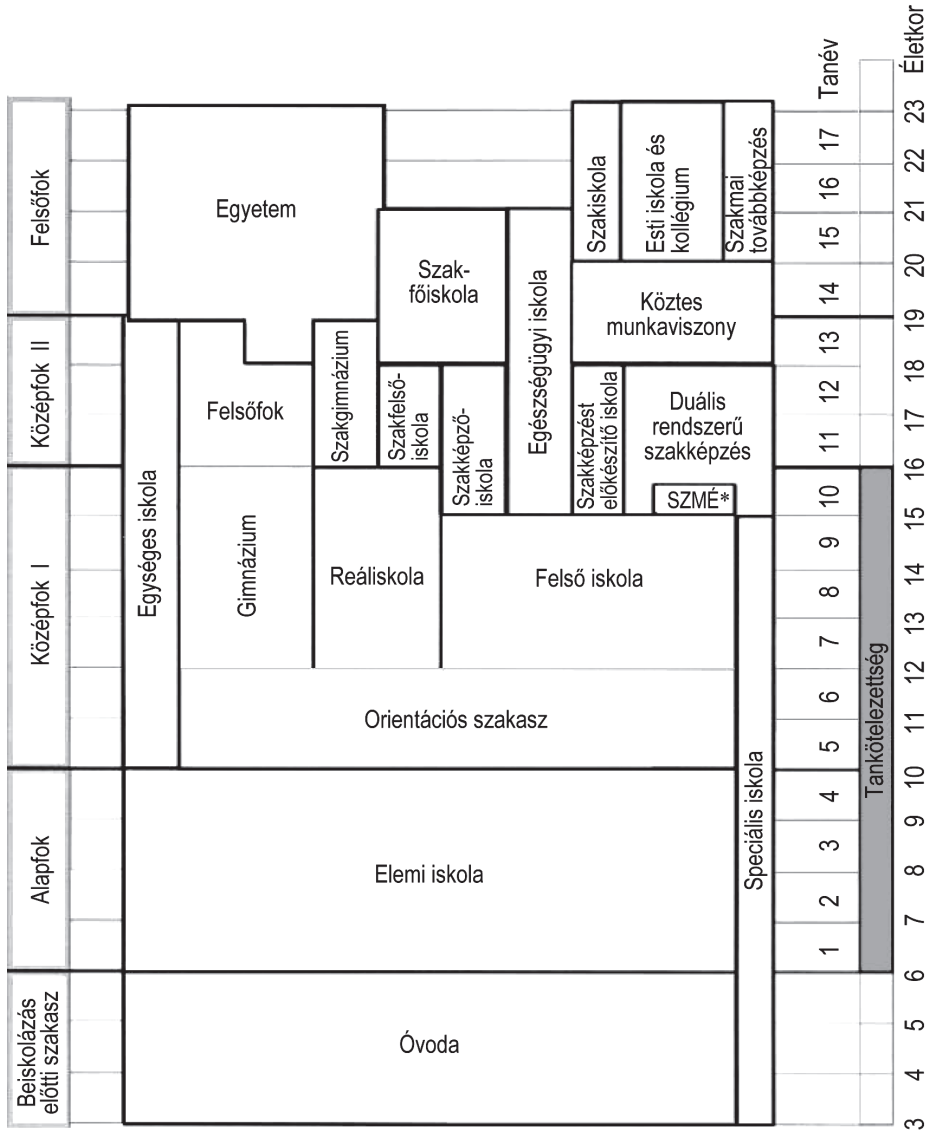 Felsőfok
Középfok II
Középfok I
Alapfok
Beiskolázás
előtti szakasz
Egyetem
Szak-
főiskola
Egészségügyi iskola
Szakiskola
Esti iskola és
kollégium
Szakmai
továbbképzés
Köztes
munkaviszony
Egységes iskola
Felsőfok
Szakgimnázium
Szakfelső-
iskola
Szakképző-
iskola
Szakképzést
előkészítő iskola
Duális
rendszerű
szakképzés
SZMÉ*
Gimnázium
Reáliskola
Felső iskola
Orientációs szakasz
Elemi iskola
Speciális iskola
Óvoda
Tanév
17
16
15
14
13
12
11
10
9
8
7
6
5
4
3
2
1
Tankötelezettség
Életkor
23
22
21
20
19
18
17
16
15
14
13
12
11
10
9
8
7
6
5
4
3